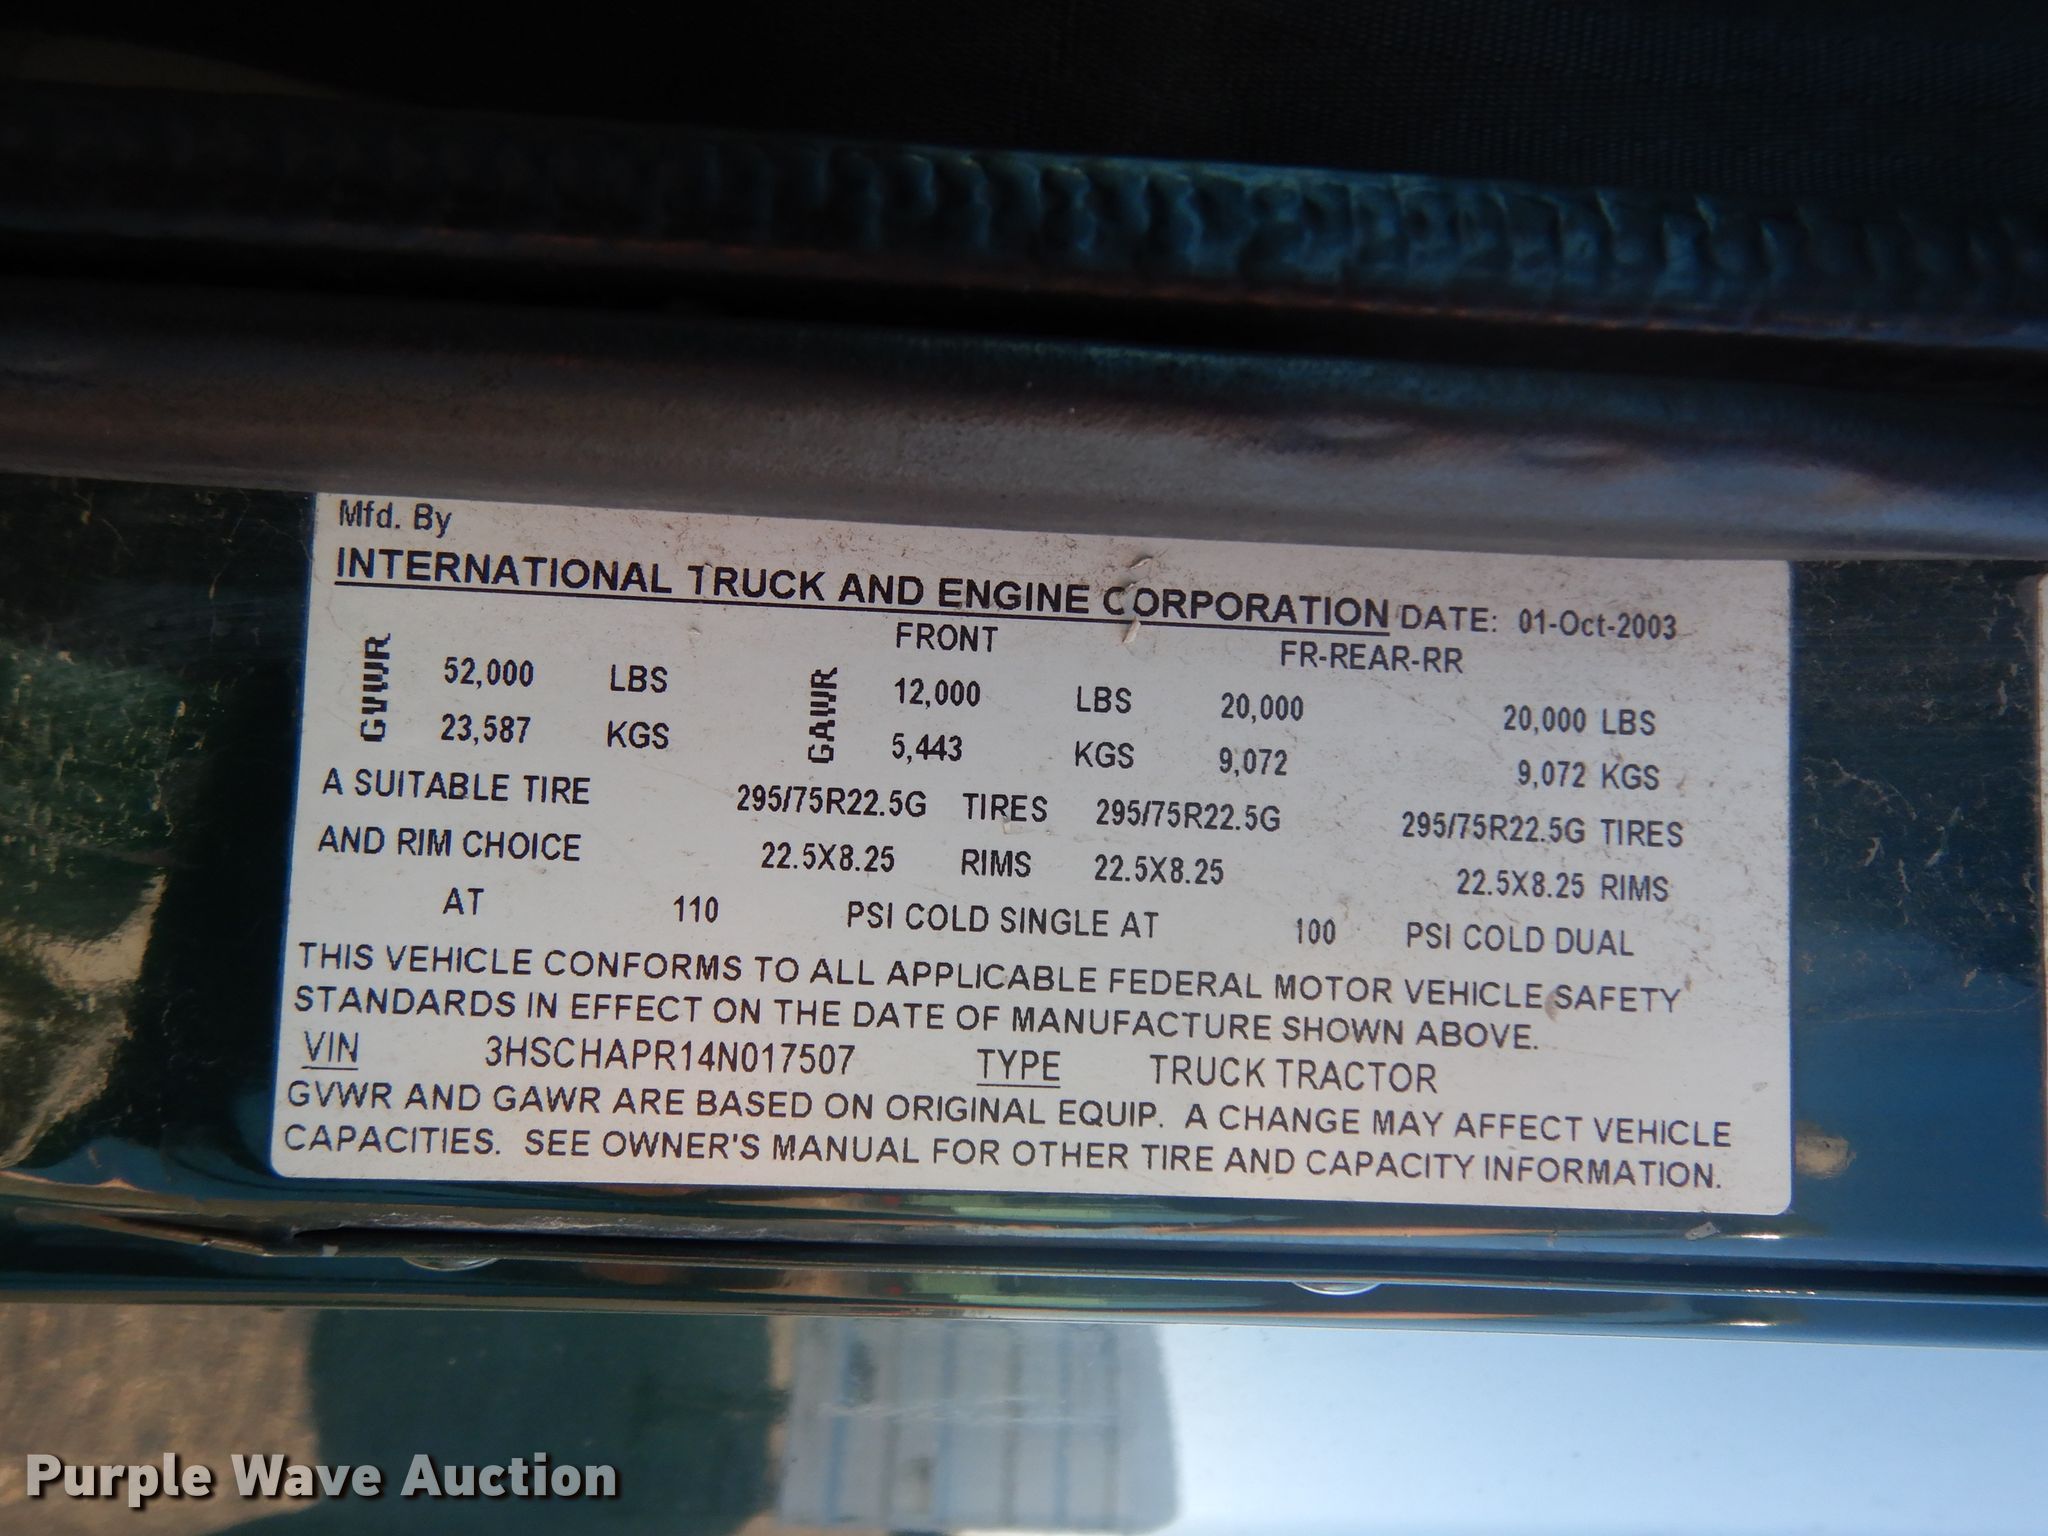 Mfd. By
INTERNATIONAL TRUCK AND ENGINE CORPORATION DATE: 01-Oct-2003
FRONT FR-REAR-RR
GVWR 52,000 LBS GAWR 12,000 LBS 20,000 20,000 LBS
23,587 KGS 5,443 KGS 9,072 9,072 KGS
A SUITABLE TIRE 295/75R22.5G TIRES 295/75R22.5G 295/75R22.5G TIRES
AND RIM CHOICE 22.5X8.25 RIMS 22.5X8.25 22.5X8.25 RIMS
AT 110 PSI COLD SINGLE AT 100 PSI COLD DUAL
THIS VEHICLE CONFORMS TO ALL APPLICABLE FEDERAL MOTOR VEHICLE SAFETY
STANDARDS IN EFFECT ON THE DATE OF MANUFACTURE SHOWN ABOVE.
VIN 3HSCHAPR14N017507 TYPE TRUCK TRACTOR
GVWR AND GAWR ARE BASED ON ORIGINAL EQUIP. A CHANGE MAY AFFECT VEHICLE
CAPACITIES. SEE OWNER'S MANUAL FOR OTHER TIRE AND CAPACITY INFORMATION.
Purple Wave Auction